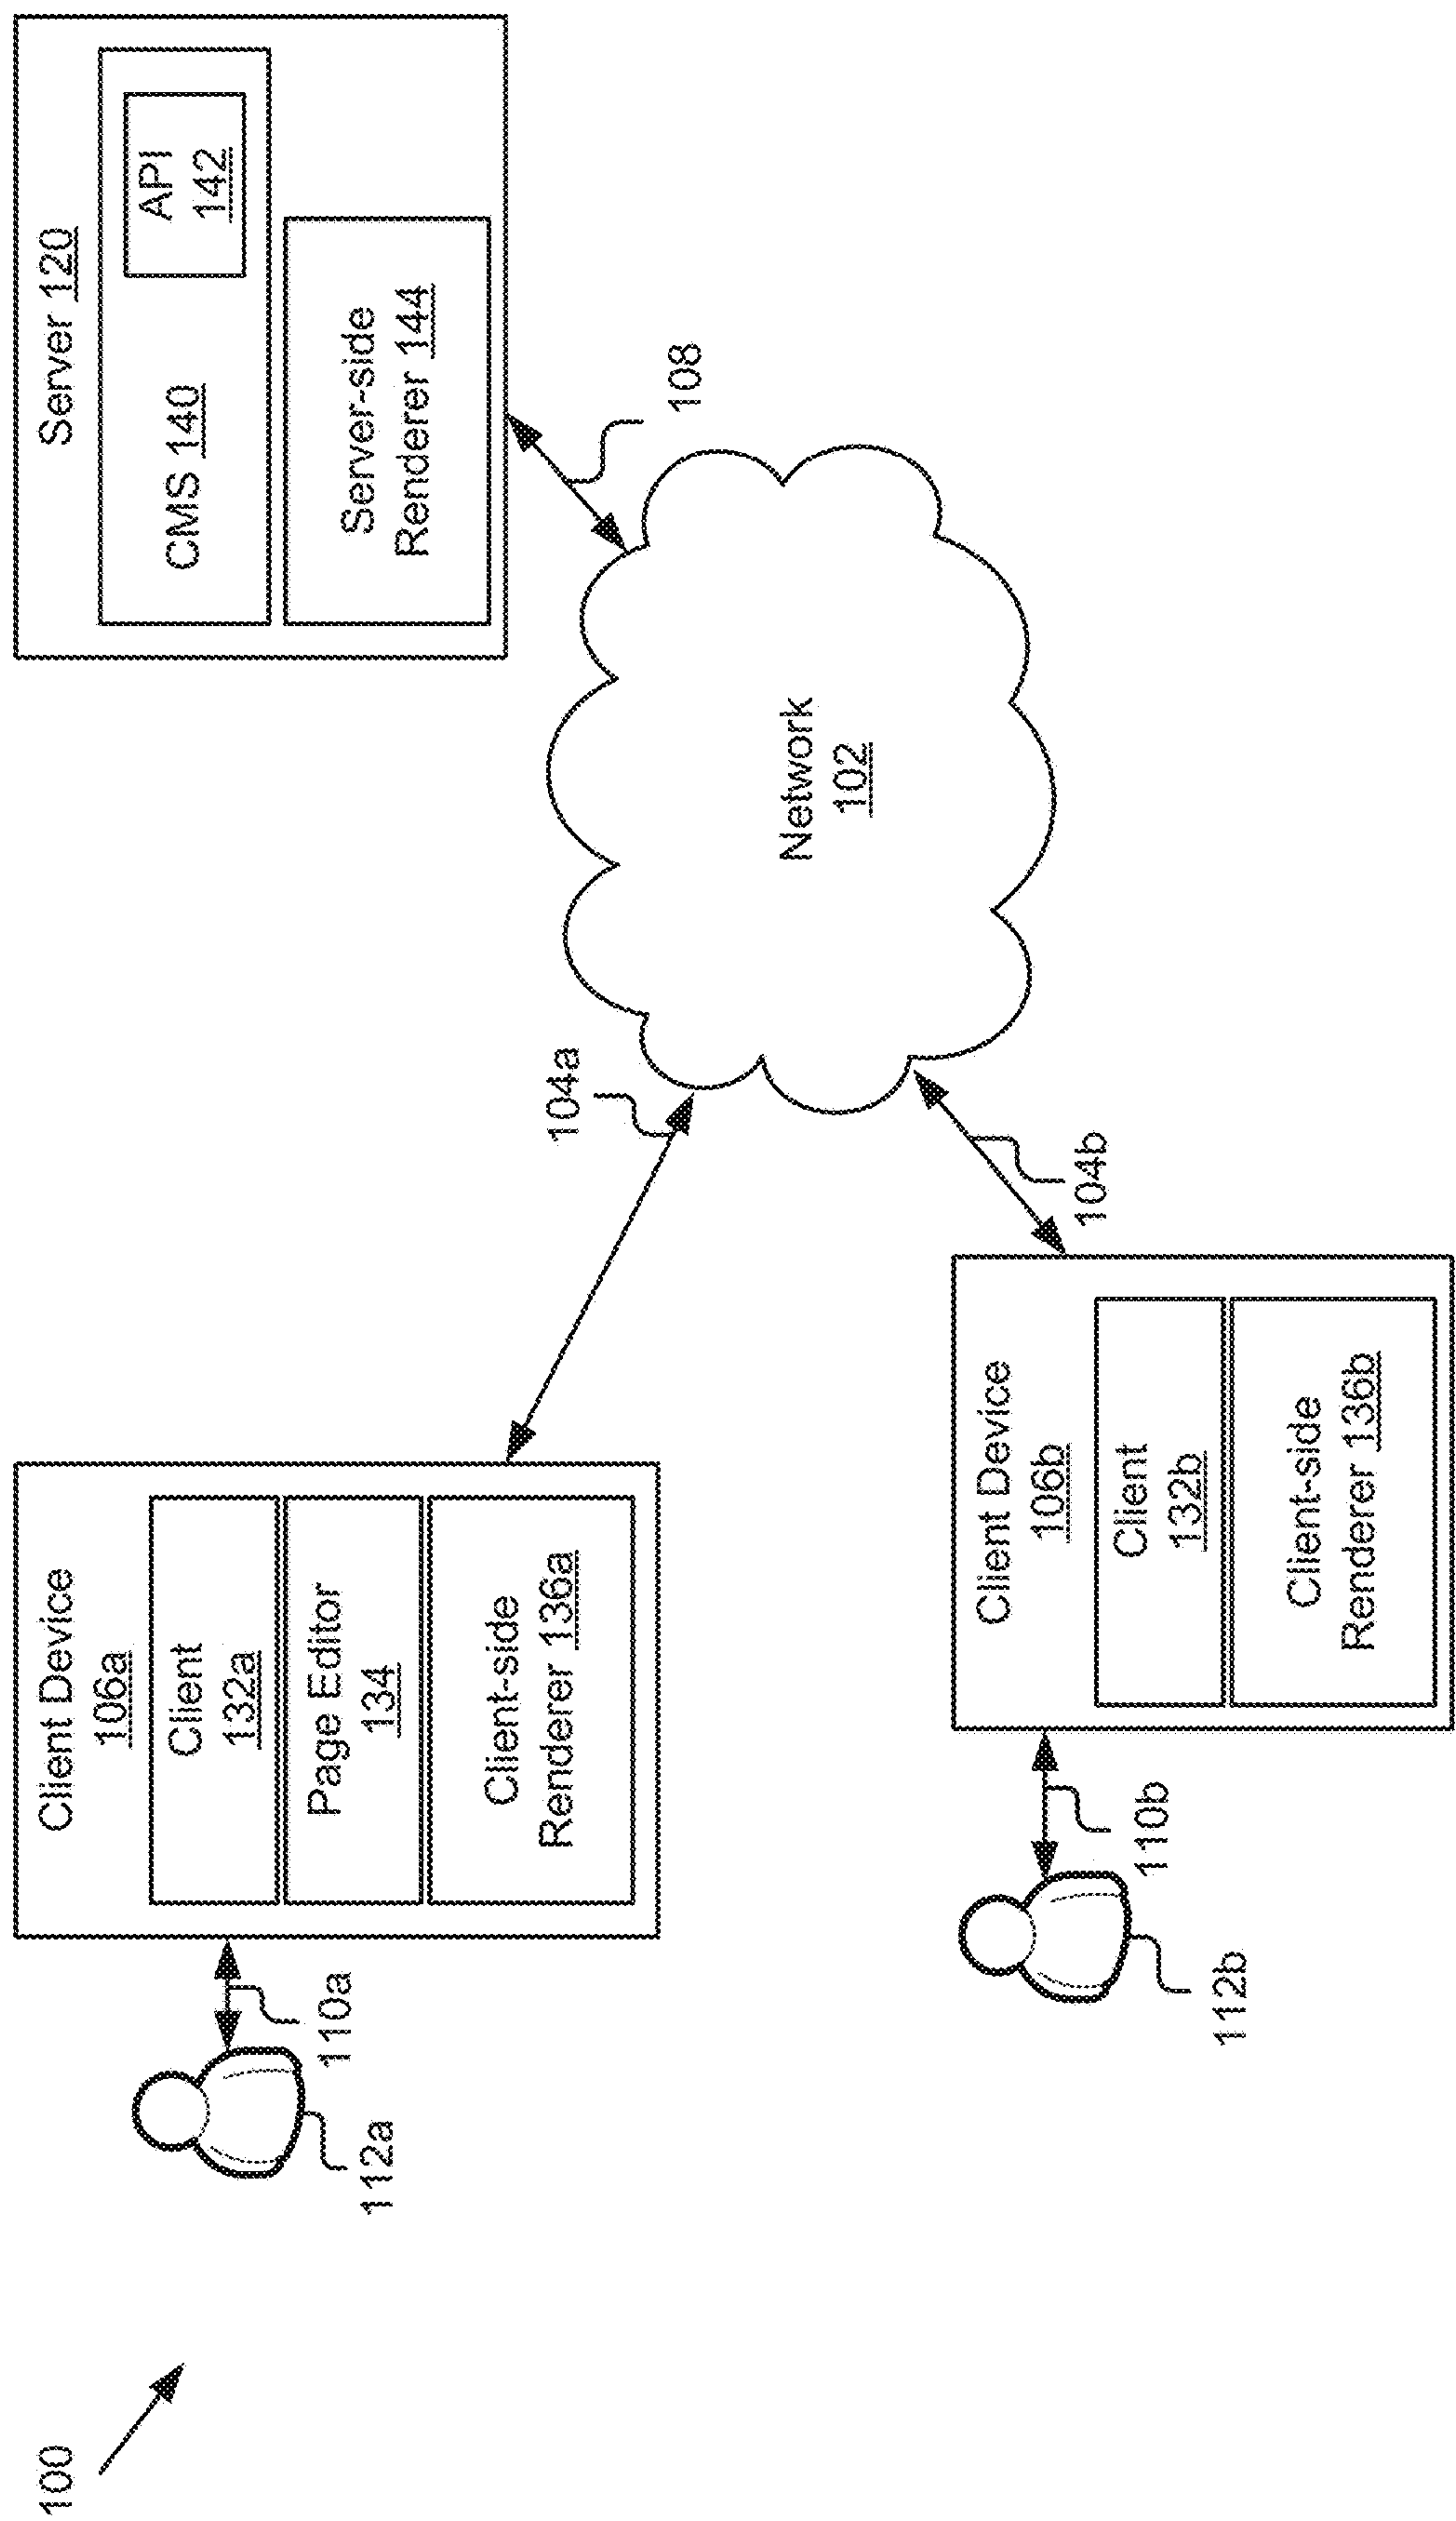 100
Client Device
106a
Client
132a
Page Editor
134
Client-side
Renderer 136a
110a
112a
104a
Server 120
CMS 140
API
142
Server-side
Renderer 144
108
Network
102
104b
Client Device
106b
Client
132b
Client-side
Renderer 136b
110b
112b